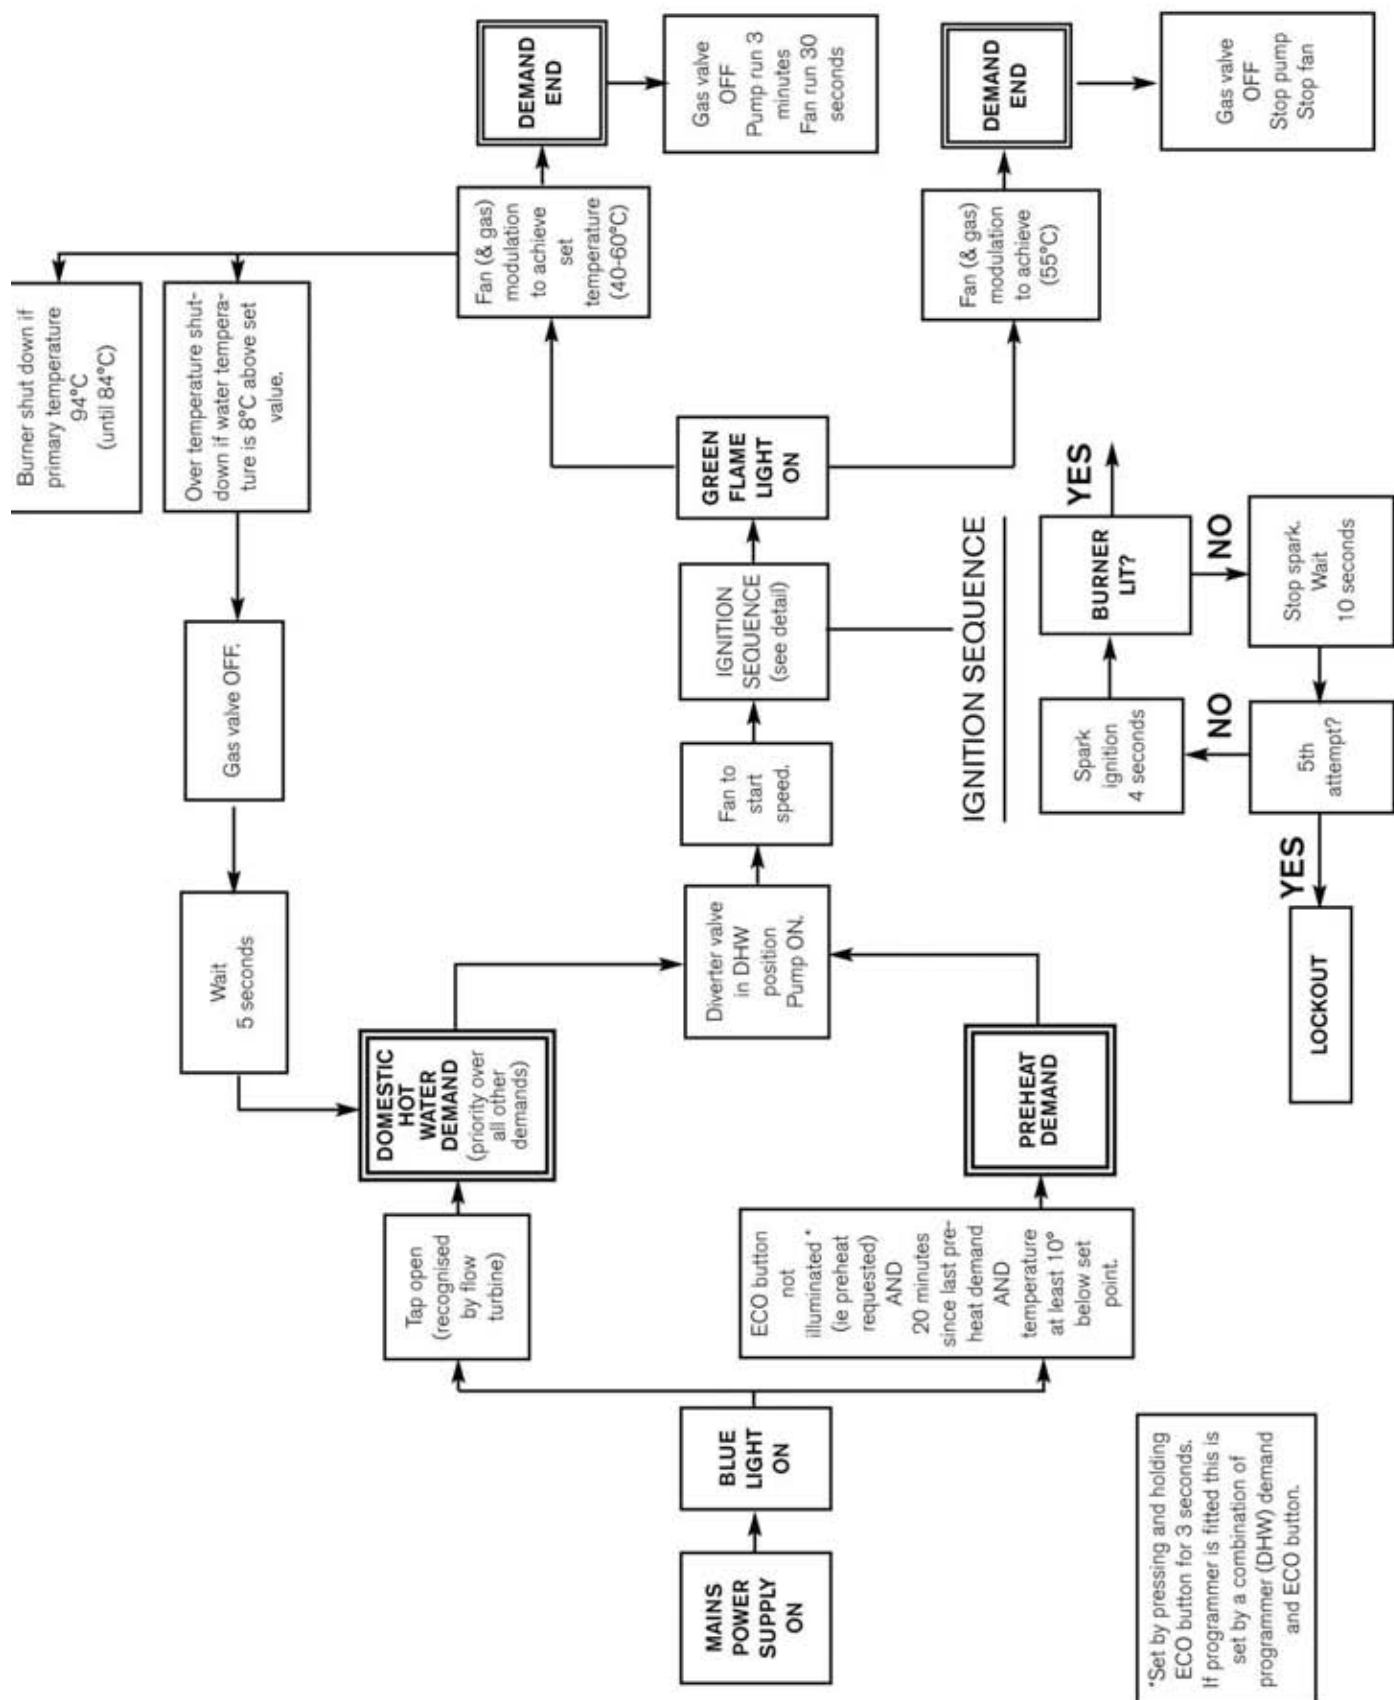 MAINS
POWER
SUPPLY
ON
BLUE
LIGHT
ON
Tap open
(recognised
by flow
turbine)
DOMESTIC
HOT
WATER
DEMAND
(priority over
all other
demands)
ECO button
not
illuminated *
(ie preheat
requested)
AND
20 minutes
since last pre-
heat demand
AND
temperature
at least 10°
below set
point.
PREHEAT
DEMAND
Diverter valve
in DHW
position
Pump ON.
Fan to
start
speed.
IGNITION
SEQUENCE
(see detail)
GREEN
FLAME
LIGHT
ON
Fan (& gas)
modulation
to achieve
set
temperature
(40-60°C)
DEMAND
END
Gas valve
OFF
Pump run 3
minutes
Fan run 30
seconds
Fan (& gas)
modulation
to achieve
(55°C)
DEMAND
END
Gas valve
OFF
Stop pump
Stop fan
Burner shut down if
primary temperature
94°C
(until 84°C)
Over temperature shut-
down if water tempera-
ture is 8°C above set
value.
Gas valve OFF.
Wait
5 seconds
IGNITION SEQUENCE
Spark
ignition
4 seconds
BURNER
LIT?
YES
NO
Stop spark.
Wait
10 seconds
5th
attempt?
NO
YES
LOCKOUT
*Set by pressing and holding
ECO button for 3 seconds.
If programmer is fitted this is
set by a combination of
programmer (DHW) demand
and ECO button.